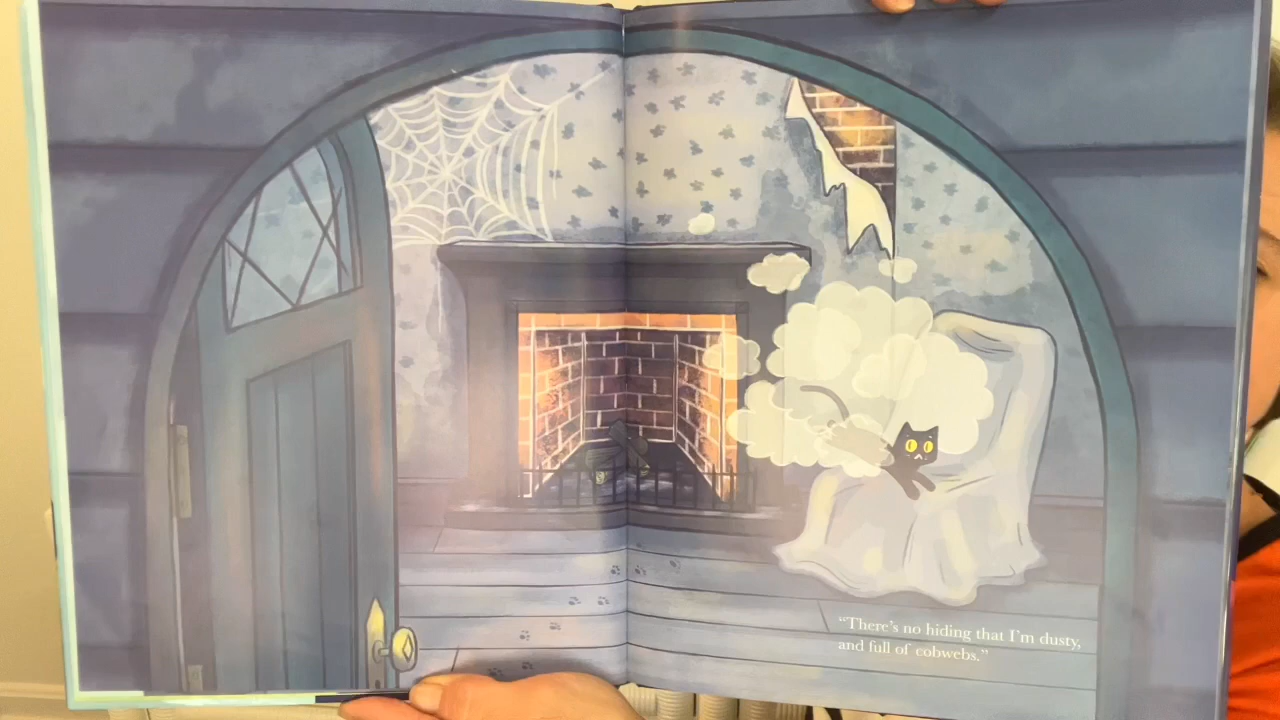 “There’s no hiding that I’m dusty,
and full of cobwebs.”